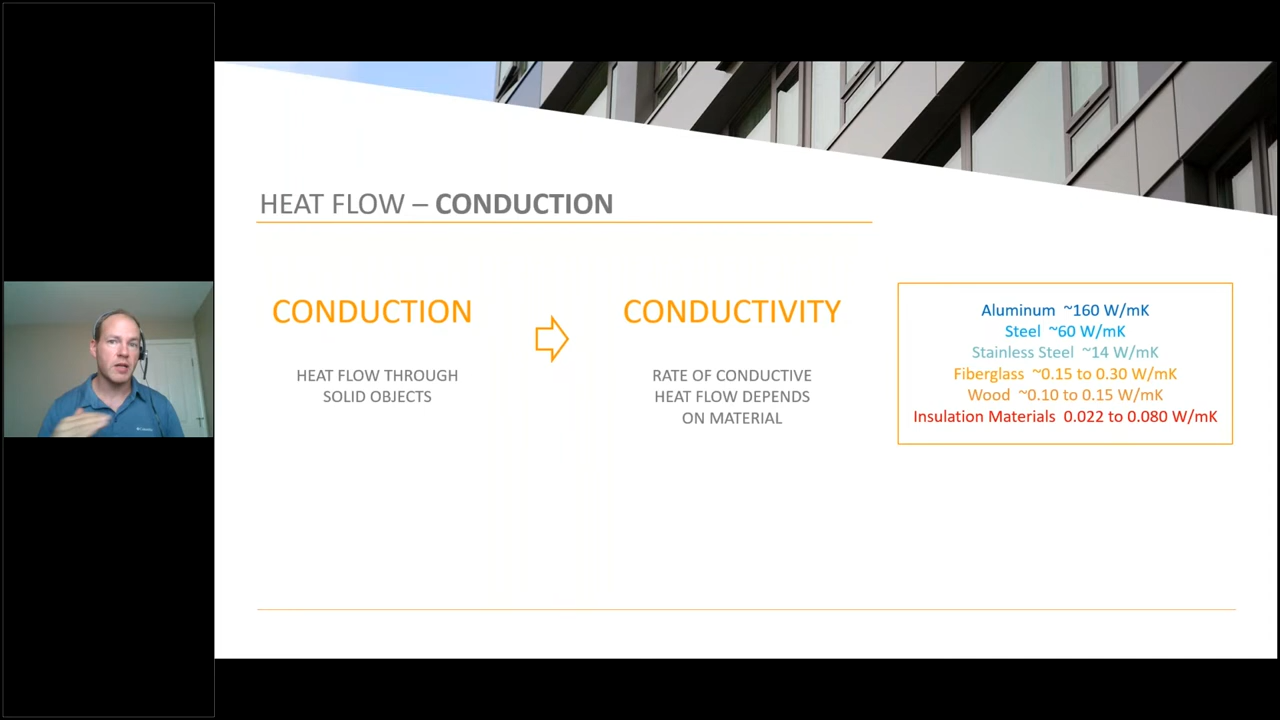 HEAT FLOW – CONDUCTION
CONDUCTION
HEAT FLOW THROUGH
SOLID OBJECTS
CONDUCTIVITY
RATE OF CONDUCTIVE
HEAT FLOW DEPENDS
ON MATERIAL
Aluminum ~160 W/mK
Steel ~60 W/mK
Stainless Steel ~14 W/mK
Fiberglass ~0.15 to 0.30 W/mK
Wood ~0.10 to 0.15 W/mK
Insulation Materials 0.022 to 0.080 W/mK